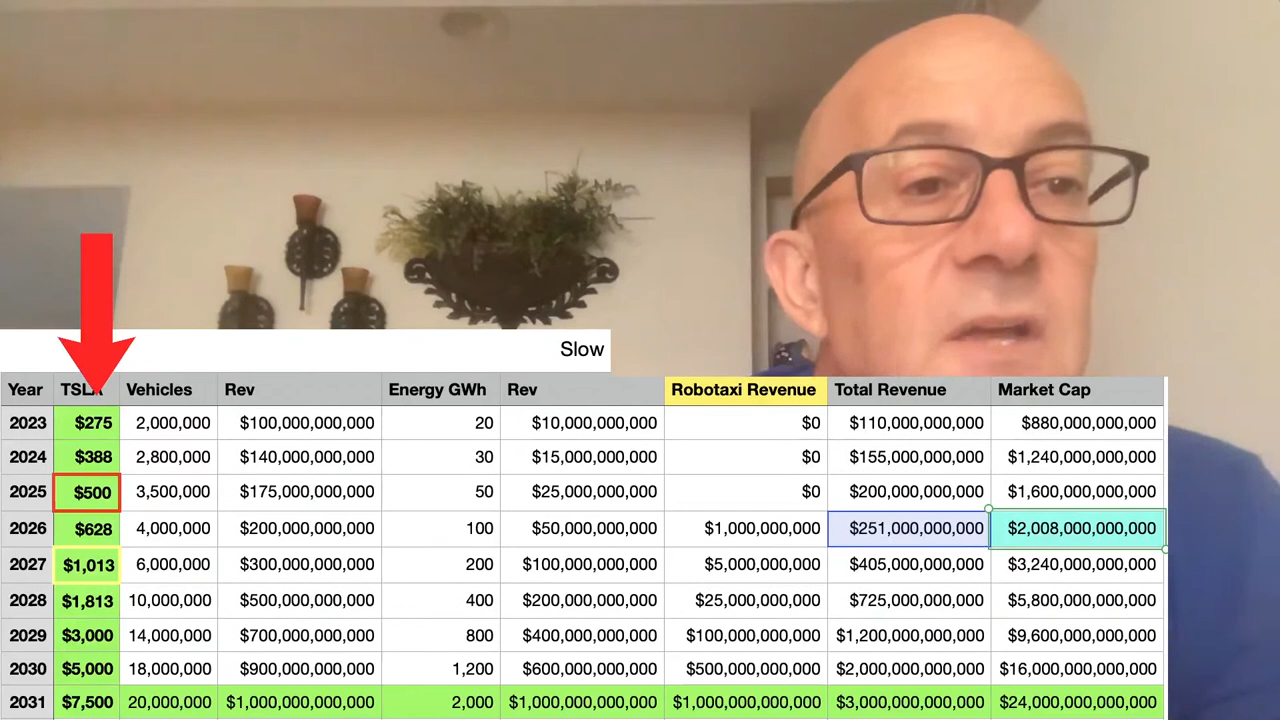 Slow
Year TSLA Vehicles Rev Energy GWh Rev Robotaxi Revenue Total Revenue Market Cap
2023 $275 2,000,000 $100,000,000,000 20 $10,000,000,000 $0 $110,000,000,000 $880,000,000,000
2024 $388 2,800,000 $140,000,000,000 30 $15,000,000,000 $0 $155,000,000,000 $1,240,000,000,000
2025 $500 3,500,000 $175,000,000,000 50 $25,000,000,000 $0 $200,000,000,000 $1,600,000,000,000
2026 $628 4,000,000 $200,000,000,000 100 $50,000,000,000 $1,000,000,000 $251,000,000,000 $2,008,000,000,000
2027 $1,013 6,000,000 $300,000,000,000 200 $100,000,000,000 $5,000,000,000 $405,000,000,000 $3,240,000,000,000
2028 $1,813 10,000,000 $500,000,000,000 400 $200,000,000,000 $25,000,000,000 $725,000,000,000 $5,800,000,000,000
2029 $3,000 14,000,000 $700,000,000,000 800 $400,000,000,000 $100,000,000,000 $1,200,000,000,000 $9,600,000,000,000
2030 $5,000 18,000,000 $900,000,000,000 1,200 $600,000,000,000 $500,000,000,000 $2,000,000,000,000 $16,000,000,000,000
2031 $7,500 20,000,000 $1,000,000,000,000 2,000 $1,000,000,000,000 $1,000,000,000,000 $3,000,000,000,000 $24,000,000,000,000